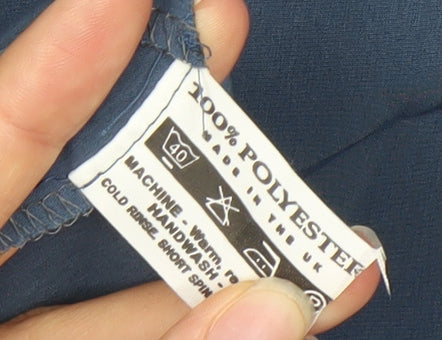 100% POLYESTER
MADE IN THE UK
40
MACHINE - Warm,
HANDWASH -
COLD RINSE. SHORT SPIN